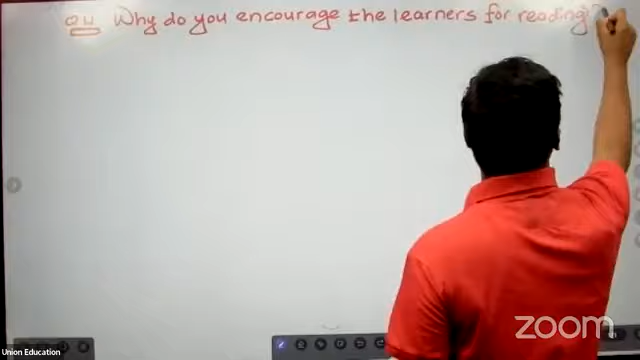 Q4 Why do you encourage the learners for reading?
zoom
Union Education